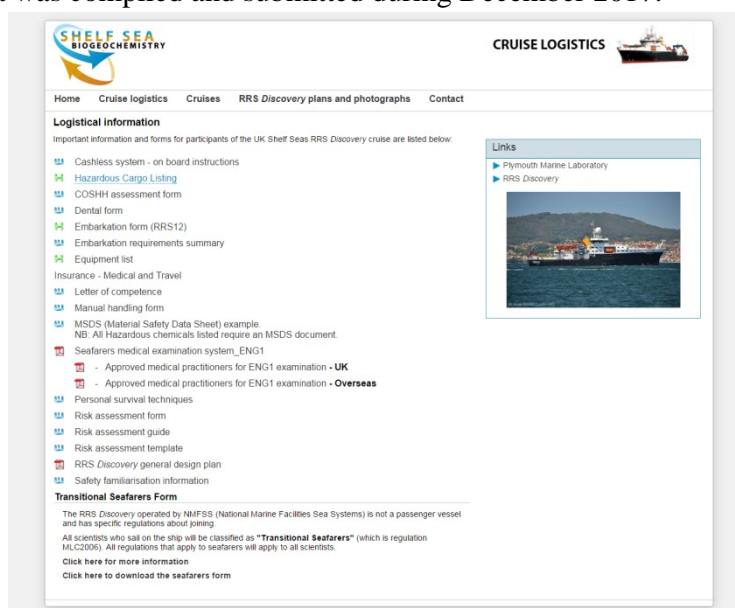 t was compiled and submitted during December 2017.
SHELF SEA
BIOGEOCHEMISTRY
CRUISE LOGISTICS
Home Cruise logistics Cruises RRS Discovery plans and photographs Contact
Logistical information
Important information and forms for participants of the UK Shelf Seas RRS Discovery cruise are listed below:
Cashless system - on board instructions
Hazardous Cargo Listing
COSHH assessment form
Dental form
Embarkation form (RRS12)
Embarkation requirements summary
Equipment list
Insurance - Medical and Travel
Letter of competence
Manual handling form
MSDS (Material Safety Data Sheet) example.
NB: All Hazardous chemicals listed require an MSDS document.
Seafarers medical examination system_ENG1
- Approved medical practitioners for ENG1 examination - UK
- Approved medical practitioners for ENG1 examination - Overseas
Personal survival techniques
Risk assessment form
Risk assessment guide
Risk assessment template
RRS Discovery general design plan
Safety familiarisation information
Transitional Seafarers Form
The RRS Discovery operated by NMFSS (National Marine Facilities Sea Systems) is not a passenger vessel
and has specific regulations about joining.
All scientists who sail on the ship will be classified as "Transitional Seafarers" (which is regulation
MLC2006). All regulations that apply to seafarers will apply to all scientists.
Click here for more information
Click here to download the seafarers form
Links
Plymouth Marine Laboratory
RRS Discovery